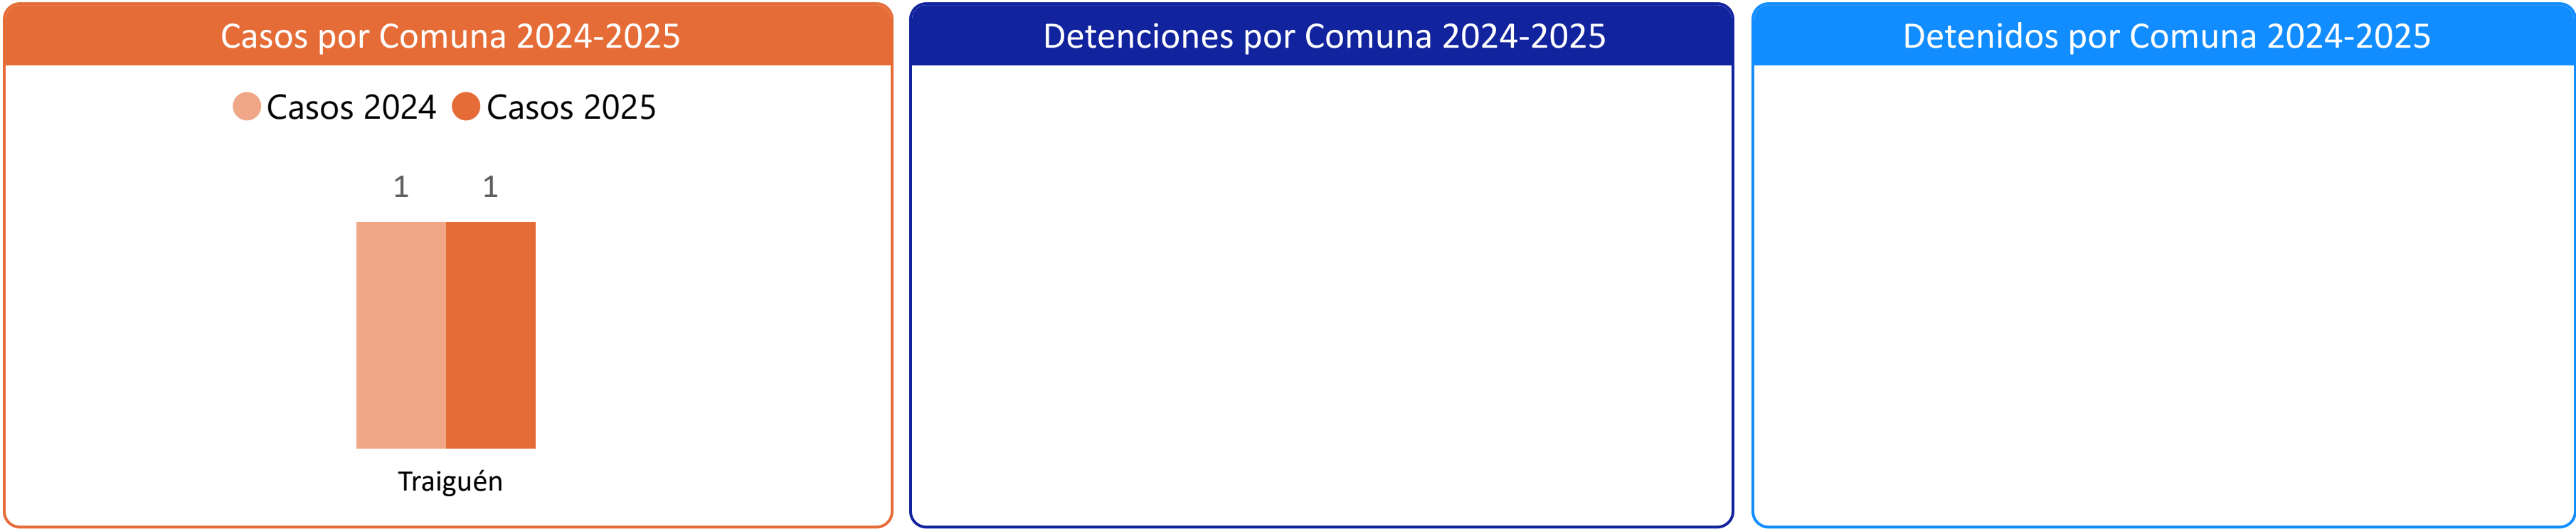 Casos por Comuna 2024-2025
Casos 2024 Casos 2025
1 1
Traiguén
Detenciones por Comuna 2024-2025
Detenidos por Comuna 2024-2025